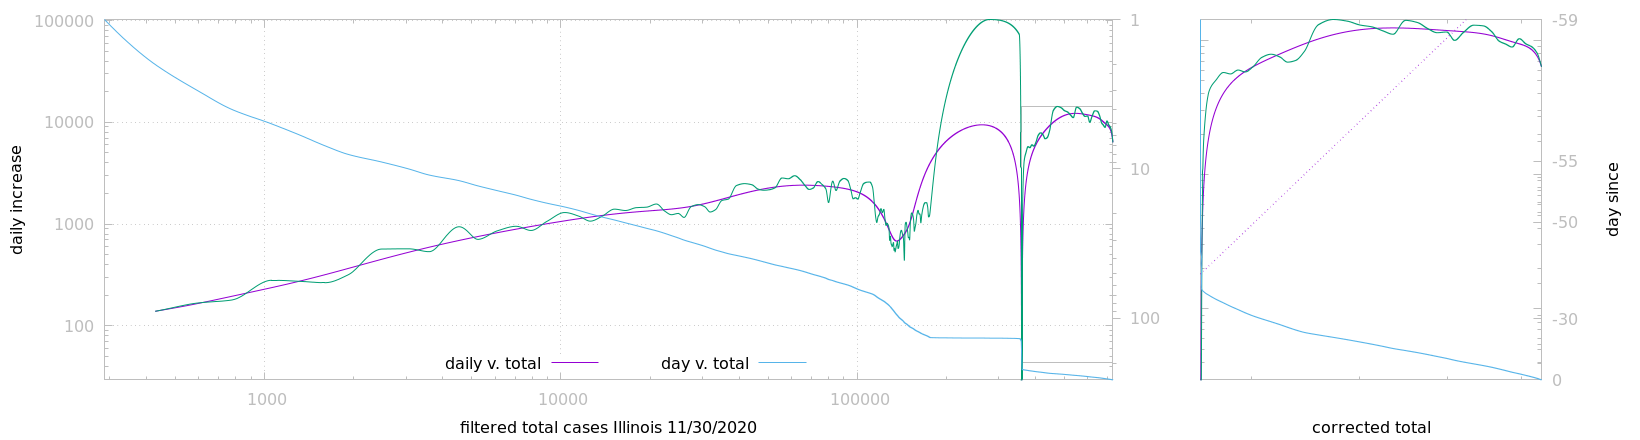 100000
10000
1000
100
daily increase
1
10
100
daily v. total
day v. total
1000
10000
100000
filtered total cases Illinois 11/30/2020
-59
-55
-50
-30
0
day since
corrected total